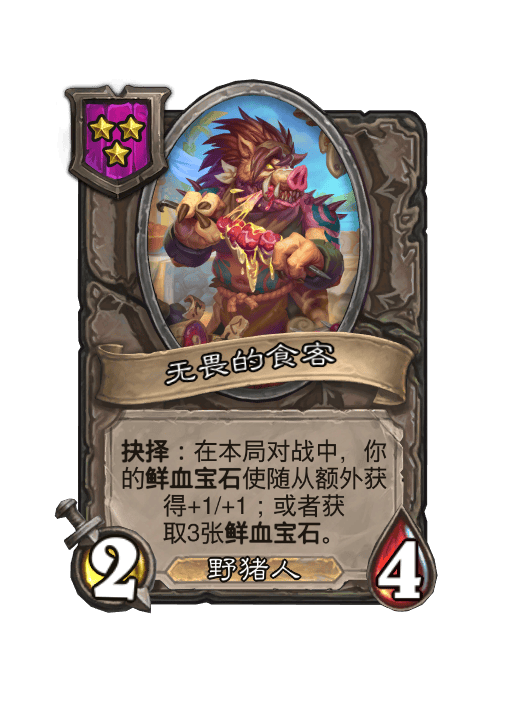 无畏的食客
抉择：在本局对战中，你
的鲜血宝石使随从额外获
得+1/+1；或者获
取3张鲜血宝石。
2
野猪人
4